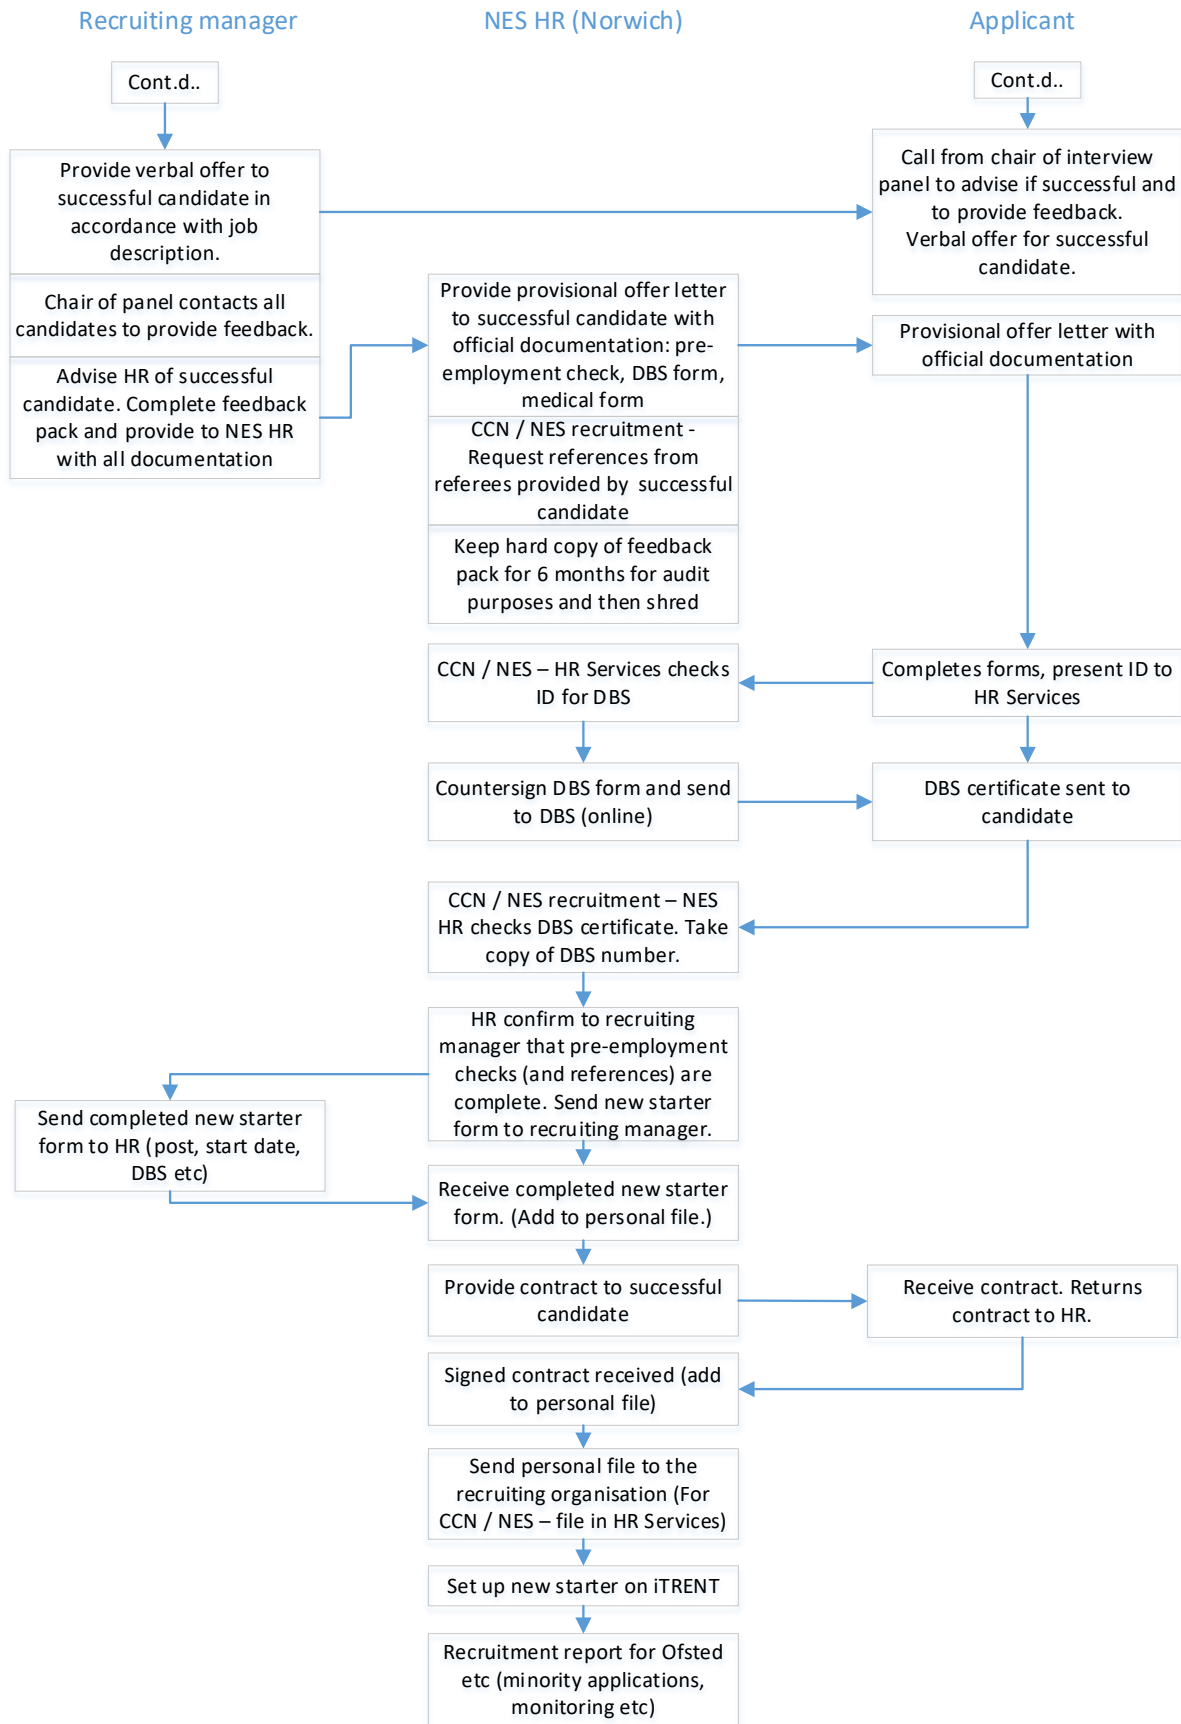 Recruiting manager
NES HR (Norwich)
Applicant
Cont.d..
Cont.d..
Provide verbal offer to
successful candidate in
accordance with job
description.
Call from chair of interview
panel to advise if successful and
to provide feedback.
Verbal offer for successful
candidate.
Chair of panel contacts all
candidates to provide feedback.
Advise HR of successful
candidate. Complete feedback
pack and provide to NES HR
with all documentation
Provide provisional offer letter
to successful candidate with
official documentation: pre-
employment check, DBS form,
medical form
Provisional offer letter with
official documentation
CCN / NES recruitment -
Request references from
referees provided by successful
candidate
Keep hard copy of feedback
pack for 6 months for audit
purposes and then shred
CCN / NES – HR Services checks
ID for DBS
Completes forms, present ID to
HR Services
Countersign DBS form and send
to DBS (online)
DBS certificate sent to
candidate
CCN / NES recruitment – NES
HR checks DBS certificate. Take
copy of DBS number.
HR confirm to recruiting
manager that pre-employment
checks (and references) are
complete. Send new starter
form to recruiting manager.
Send completed new starter
form to HR (post, start date,
DBS etc)
Receive completed new starter
form. (Add to personal file.)
Provide contract to successful
candidate
Receive contract. Returns
contract to HR.
Signed contract received (add
to personal file)
Send personal file to the
recruiting organisation (For
CCN / NES – file in HR Services)
Set up new starter on iTRENT
Recruitment report for Ofsted
etc (minority applications,
monitoring etc)